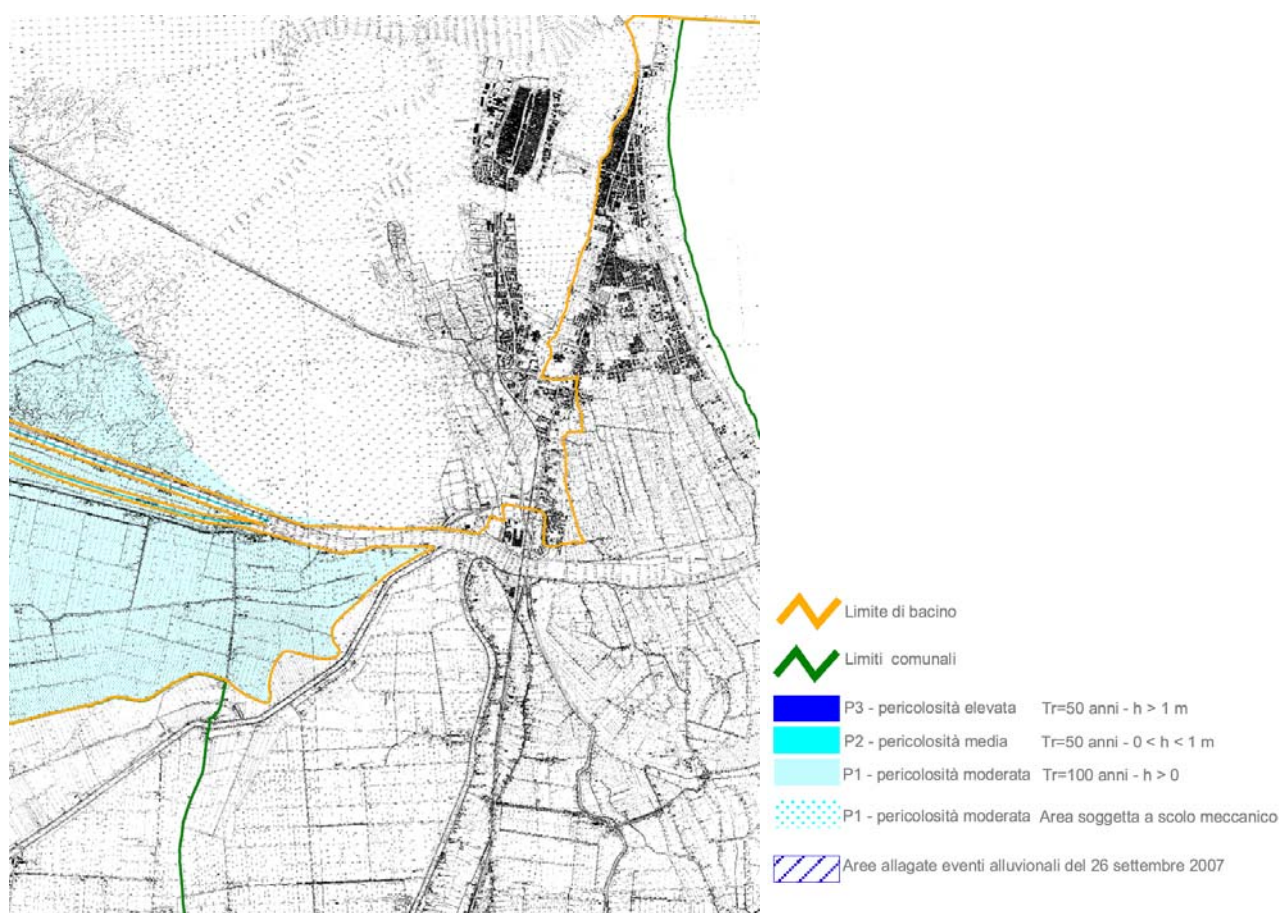 Limite di bacino
Limiti comunali
P3 - pericolosità elevata Tr=50 anni - h > 1 m
P2 - pericolosità media Tr=50 anni - 0 < h < 1 m
P1 - pericolosità moderata Tr=100 anni - h > 0
P1 - pericolosità moderata Area soggetta a scolo meccanico
Aree allagate eventi alluvionali del 26 settembre 2007